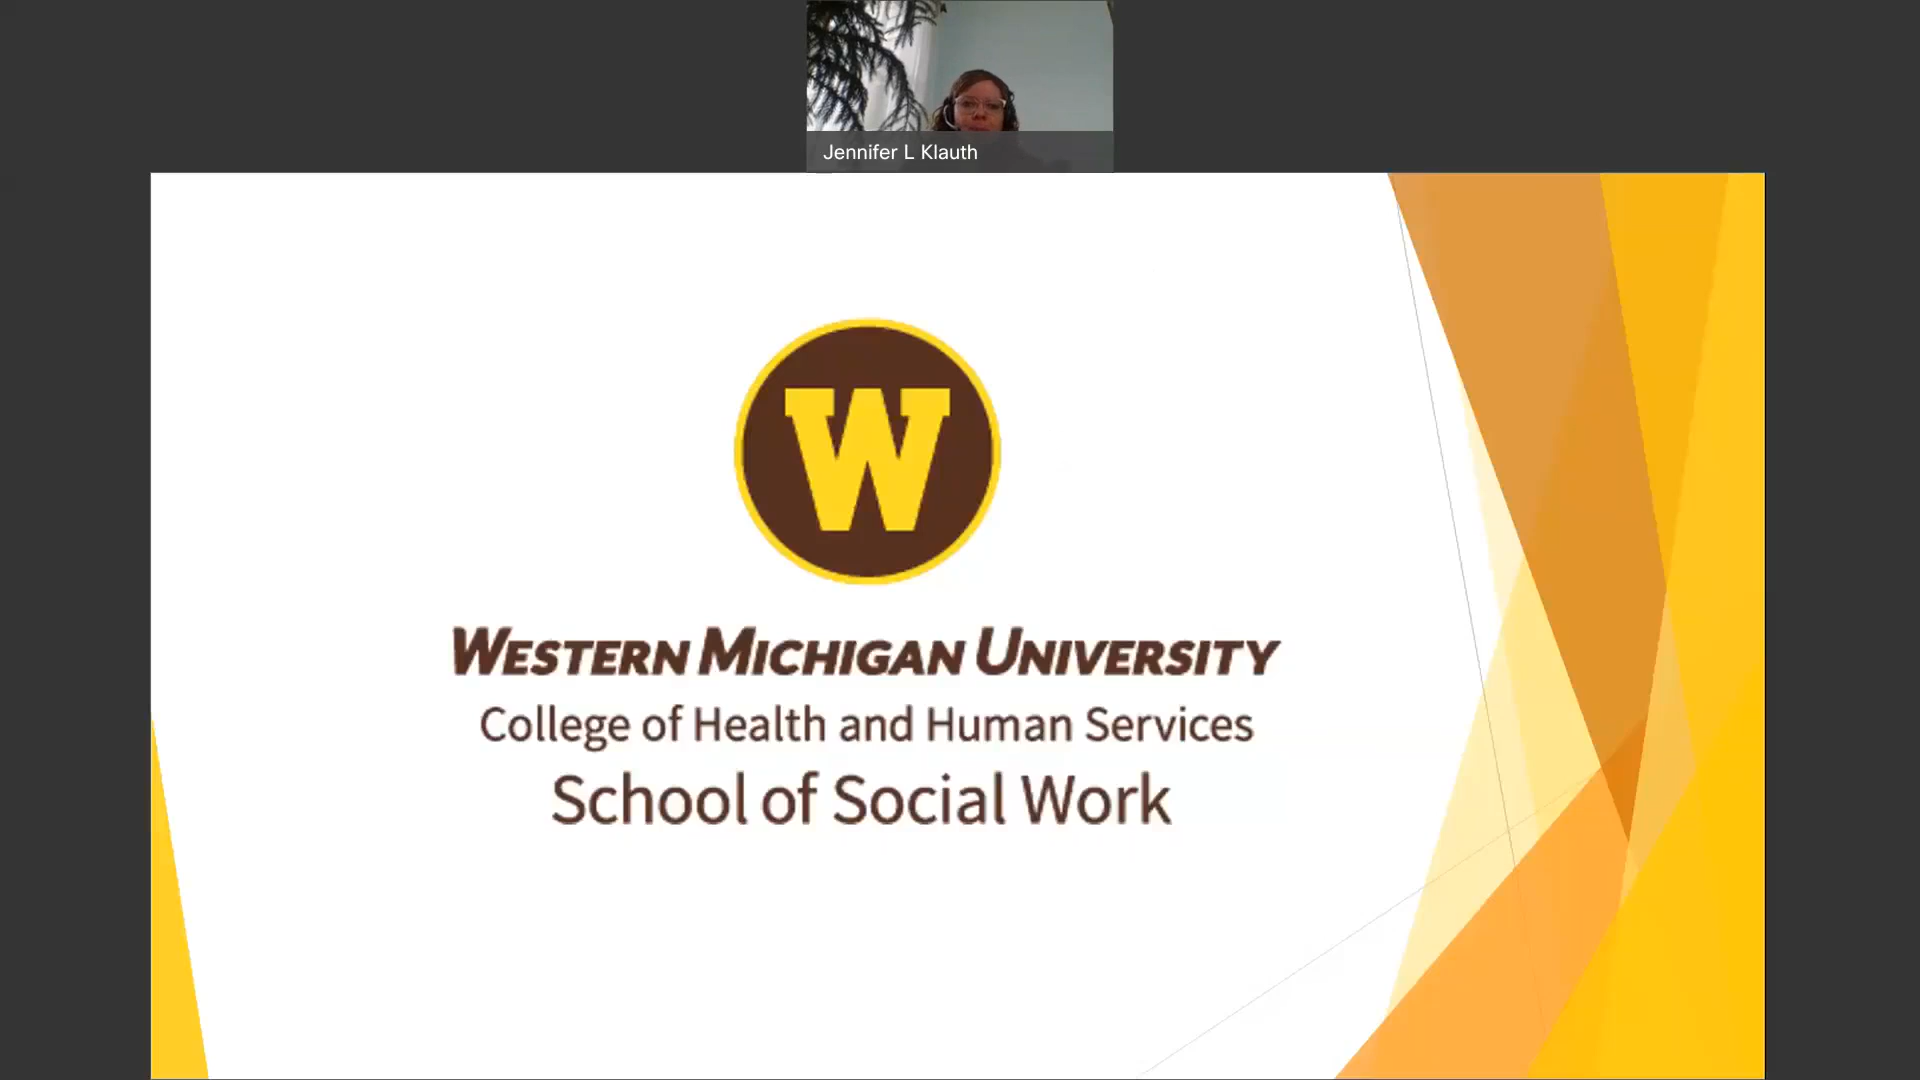 Jennifer L Klauth
W
WESTERN MICHIGAN UNIVERSITY
College of Health and Human Services
School of Social Work